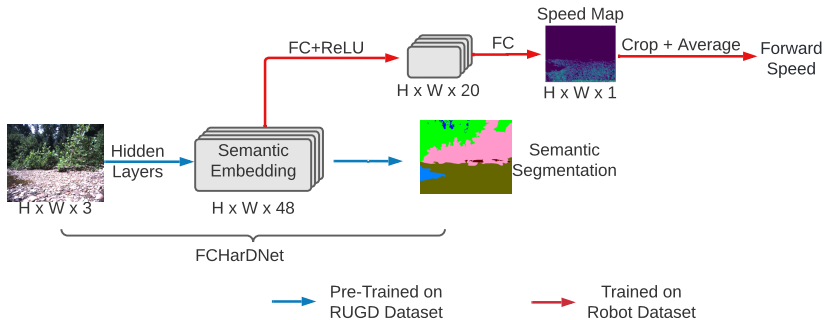 Speed Map
FC+ReLU
FC
Crop + Average
Forward
Speed
H x W x 20
H x W x 1
Hidden
Layers
Semantic
Embedding
Semantic
Segmentation
H x W x 3
H x W x 48
FCHarDNet
Pre-Trained on
RUGD Dataset
Trained on
Robot Dataset